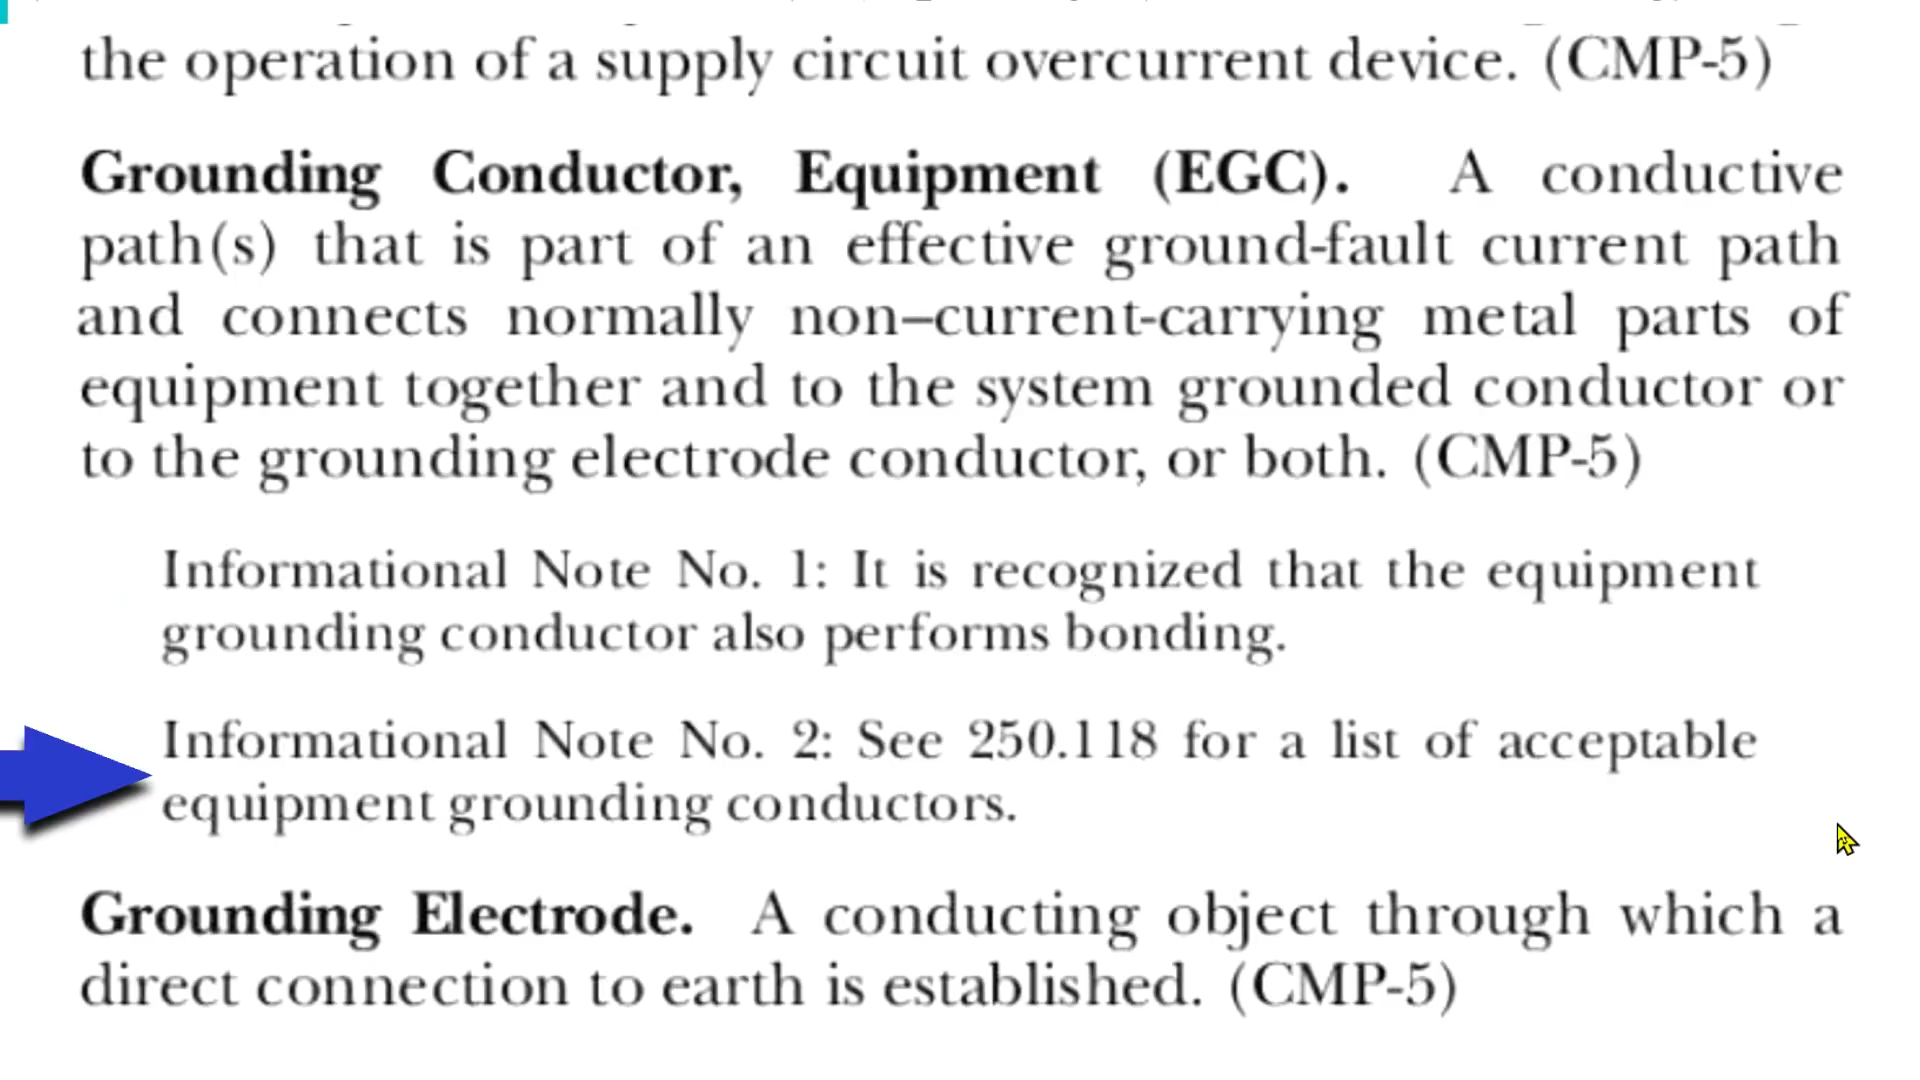 the operation of a supply circuit overcurrent device. (CMP-5)
Grounding Conductor, Equipment (EGC). A conductive
path(s) that is part of an effective ground-fault current path
and connects normally non–current-carrying metal parts of
equipment together and to the system grounded conductor or
to the grounding electrode conductor, or both. (CMP-5)
Informational Note No. 1: It is recognized that the equipment
grounding conductor also performs bonding.
Informational Note No. 2: See 250.118 for a list of acceptable
equipment grounding conductors.
Grounding Electrode. A conducting object through which a
direct connection to earth is established. (CMP-5)